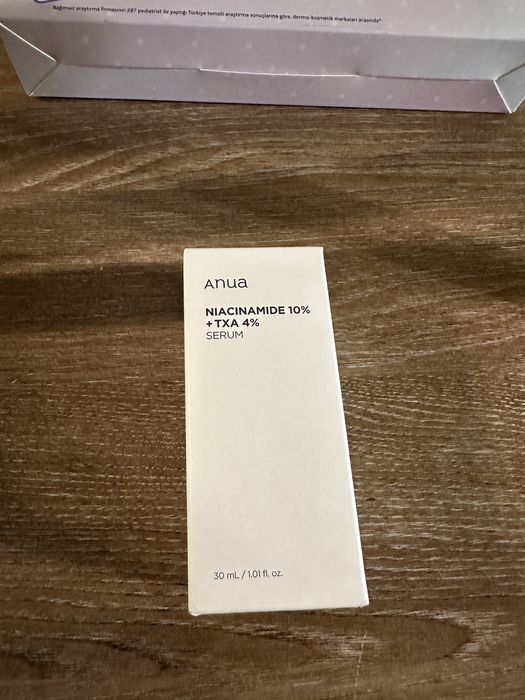 Bağımsız araştırma firmasının 287 pediatrist ile yaptığı Türkiye temsili araştırma sonuçlarına göre, dermo-kozmetik markaları arasında*
Anua
NIACINAMIDE 10%
+ TXA 4%
SERUM
30 mL / 1.01 fl. oz.